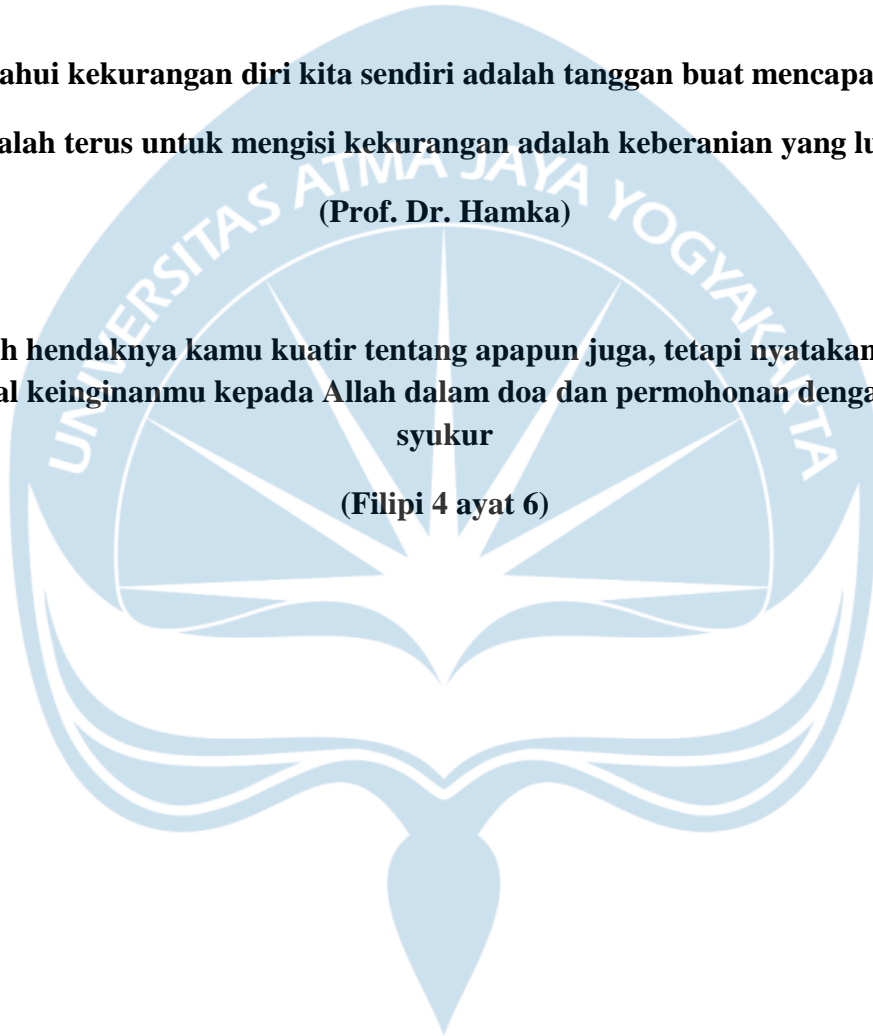 ahui kekurangan diri kita sendiri adalah tanggan buat mencapa
alah terus untuk mengisi kekurangan adalah keberanian yang lu
(Prof. Dr. Hamka)
h hendaknya kamu kuatir tentang apapun juga, tetapi nyatakan
al keinginanmu kepada Allah dalam doa dan permohonan denga
syukur
(Filipi 4 ayat 6)
UNIVERSITAS ATMA JAYA YOGYAKARTA